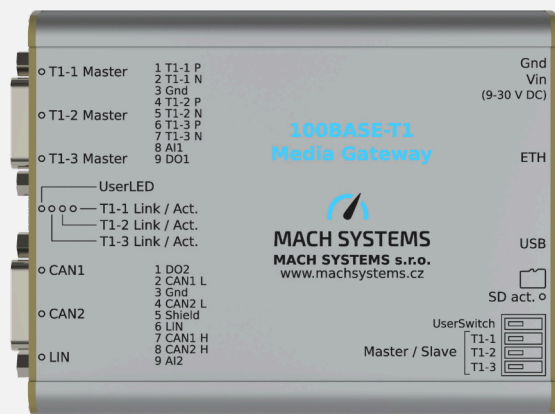 T1-1 Master
T1-2 Master
T1-3 Master
1 T1-1 P
2 T1-1 N
3 Gnd
4 T1-2 P
5 T1-2 N
6 T1-3 P
7 T1-3 N
8 AI1
9 DO1
UserLED
T1-1 Link / Act.
T1-2 Link / Act.
T1-3 Link / Act.
CAN1
CAN2
LIN
1 DO2
2 CAN1 L
3 Gnd
4 CAN2 L
5 Shield
6 LIN
7 CAN1 H
8 CAN2 H
9 AI2
100BASE-T1
Media Gateway
MACH SYSTEMS
MACH SYSTEMS s.r.o.
www.machsystems.cz
Gnd
Vin
(9-30 V DC)
ETH
USB
SD act.
UserSwitch
Master / Slave
T1-1
T1-2
T1-3